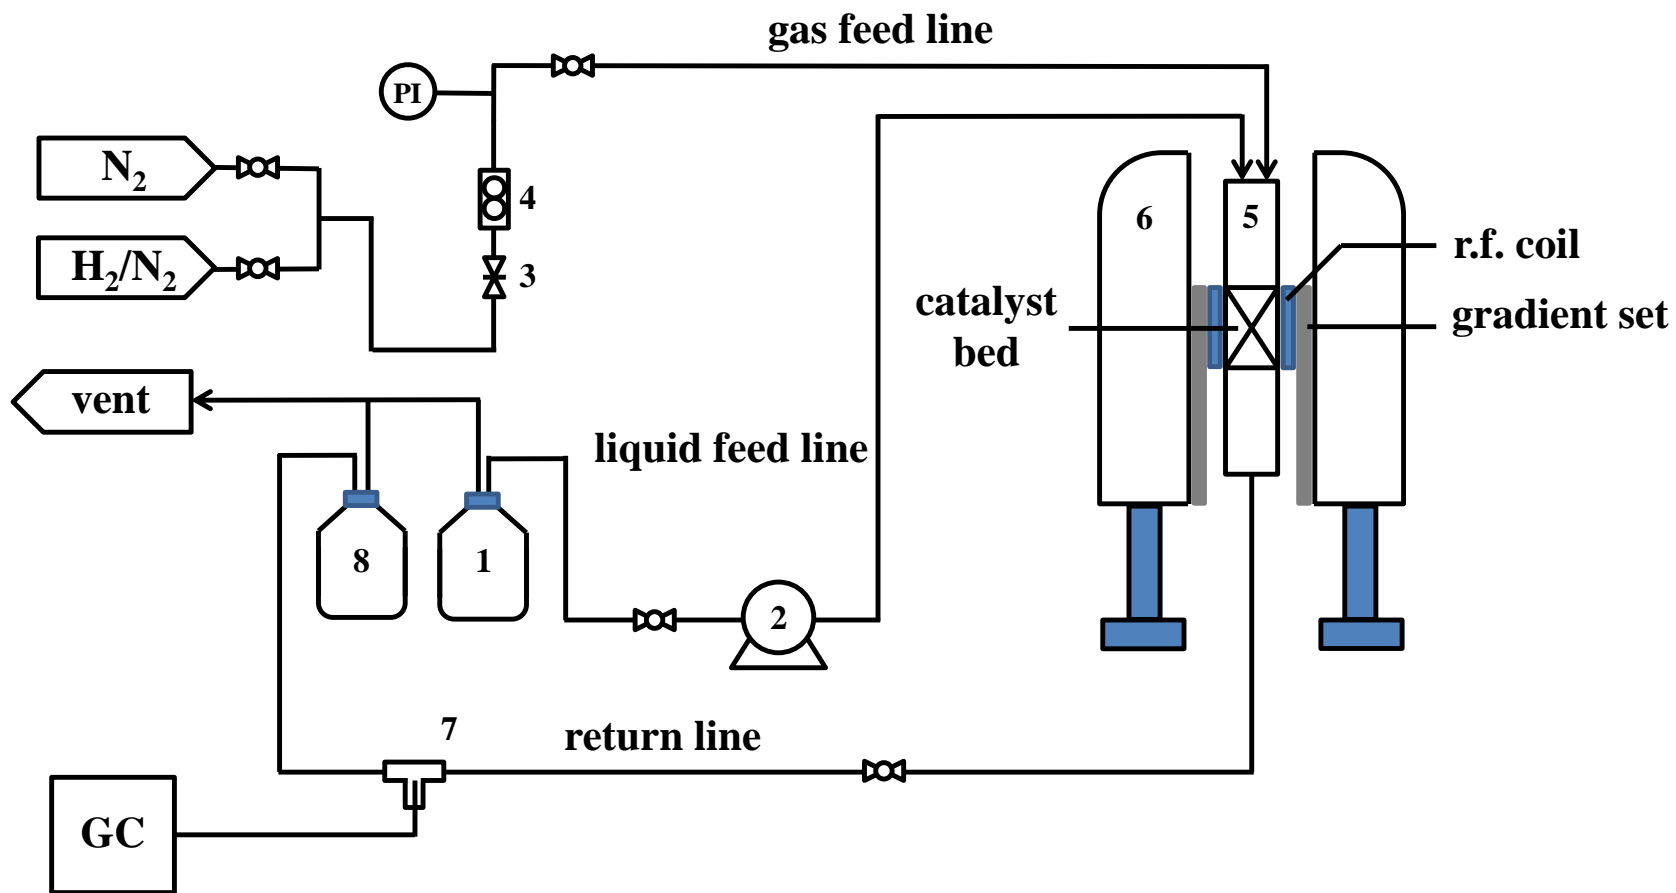 gas feed line
PI
N₂
4
6
5
r.f. coil
H₂/N₂
3
catalyst
bed
gradient set
vent
liquid feed line
8
1
2
7
return line
GC